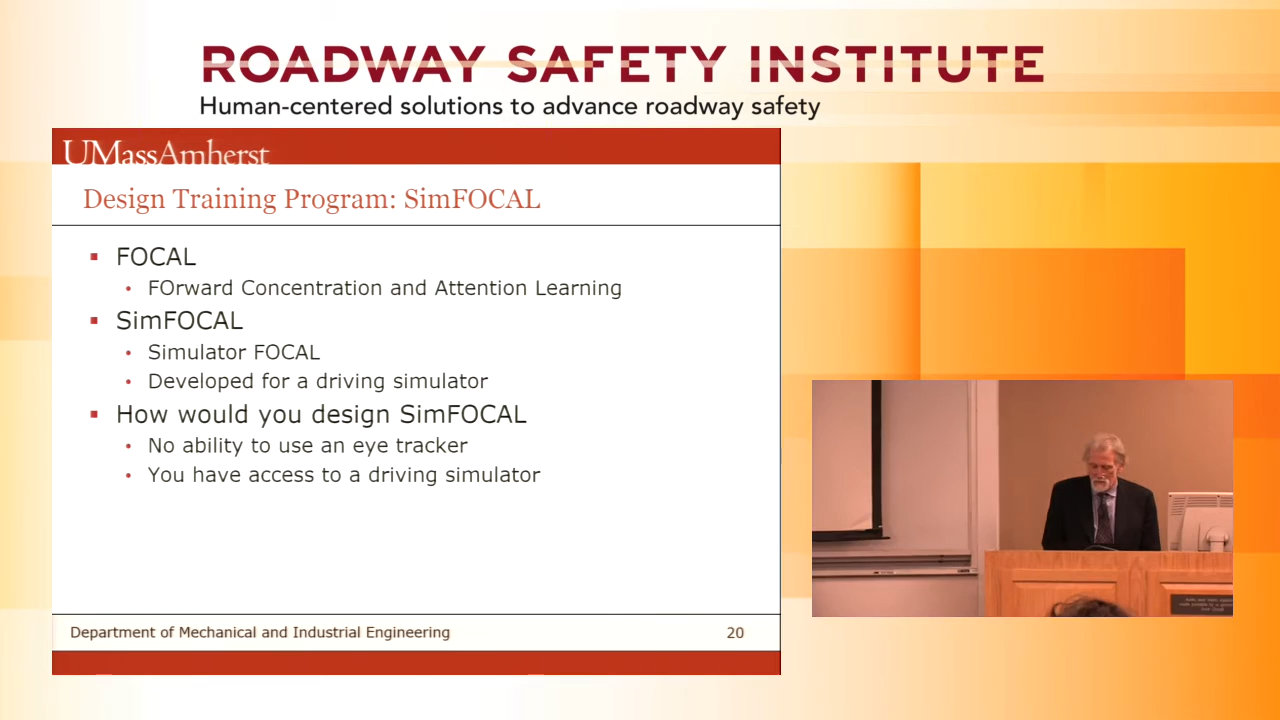 ROADWAY SAFETY INSTITUTE
Human-centered solutions to advance roadway safety
UMassAmherst
Design Training Program: SimFOCAL
▪ FOCAL
• FOrward Concentration and Attention Learning
▪ SimFOCAL
• Simulator FOCAL
• Developed for a driving simulator
▪ How would you design SimFOCAL
• No ability to use an eye tracker
• You have access to a driving simulator
Department of Mechanical and Industrial Engineering
20